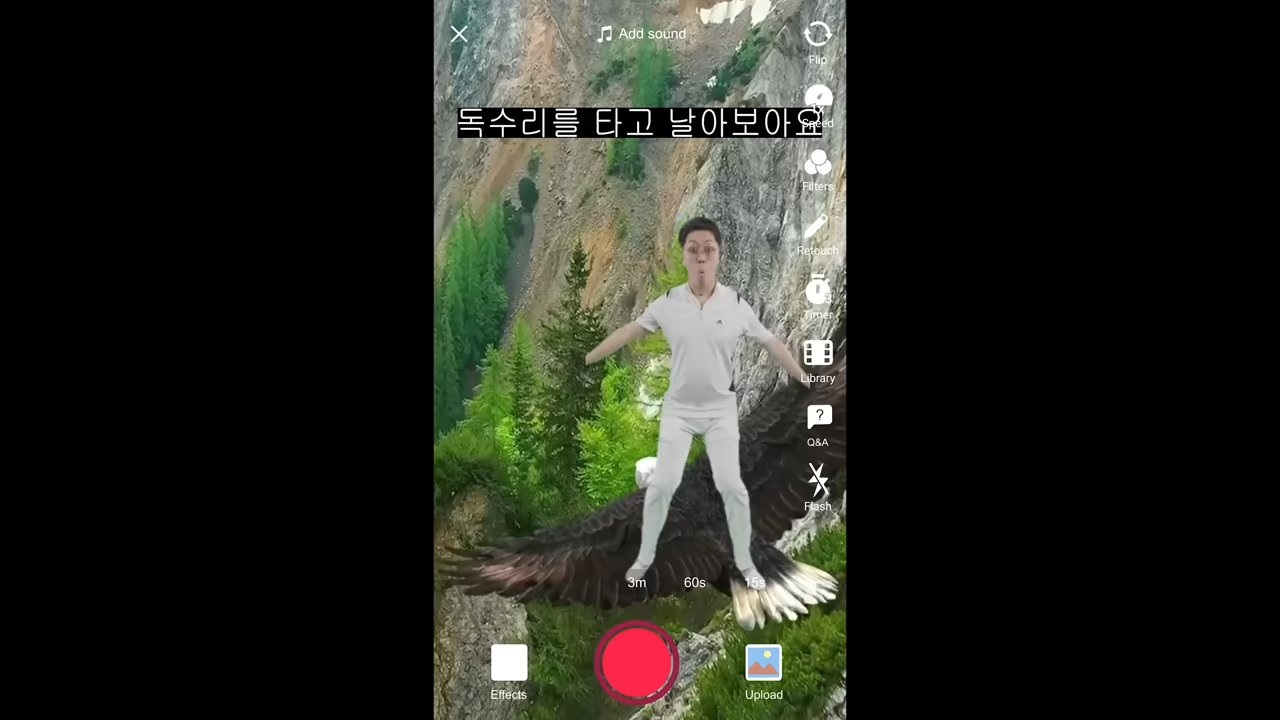 Add sound
Flip
독수리를 타고 날아보아요
Speed
Filters
Retouch
Timer
Library
?
Q&A
Flash
3m 60s 15s
Effects
Upload